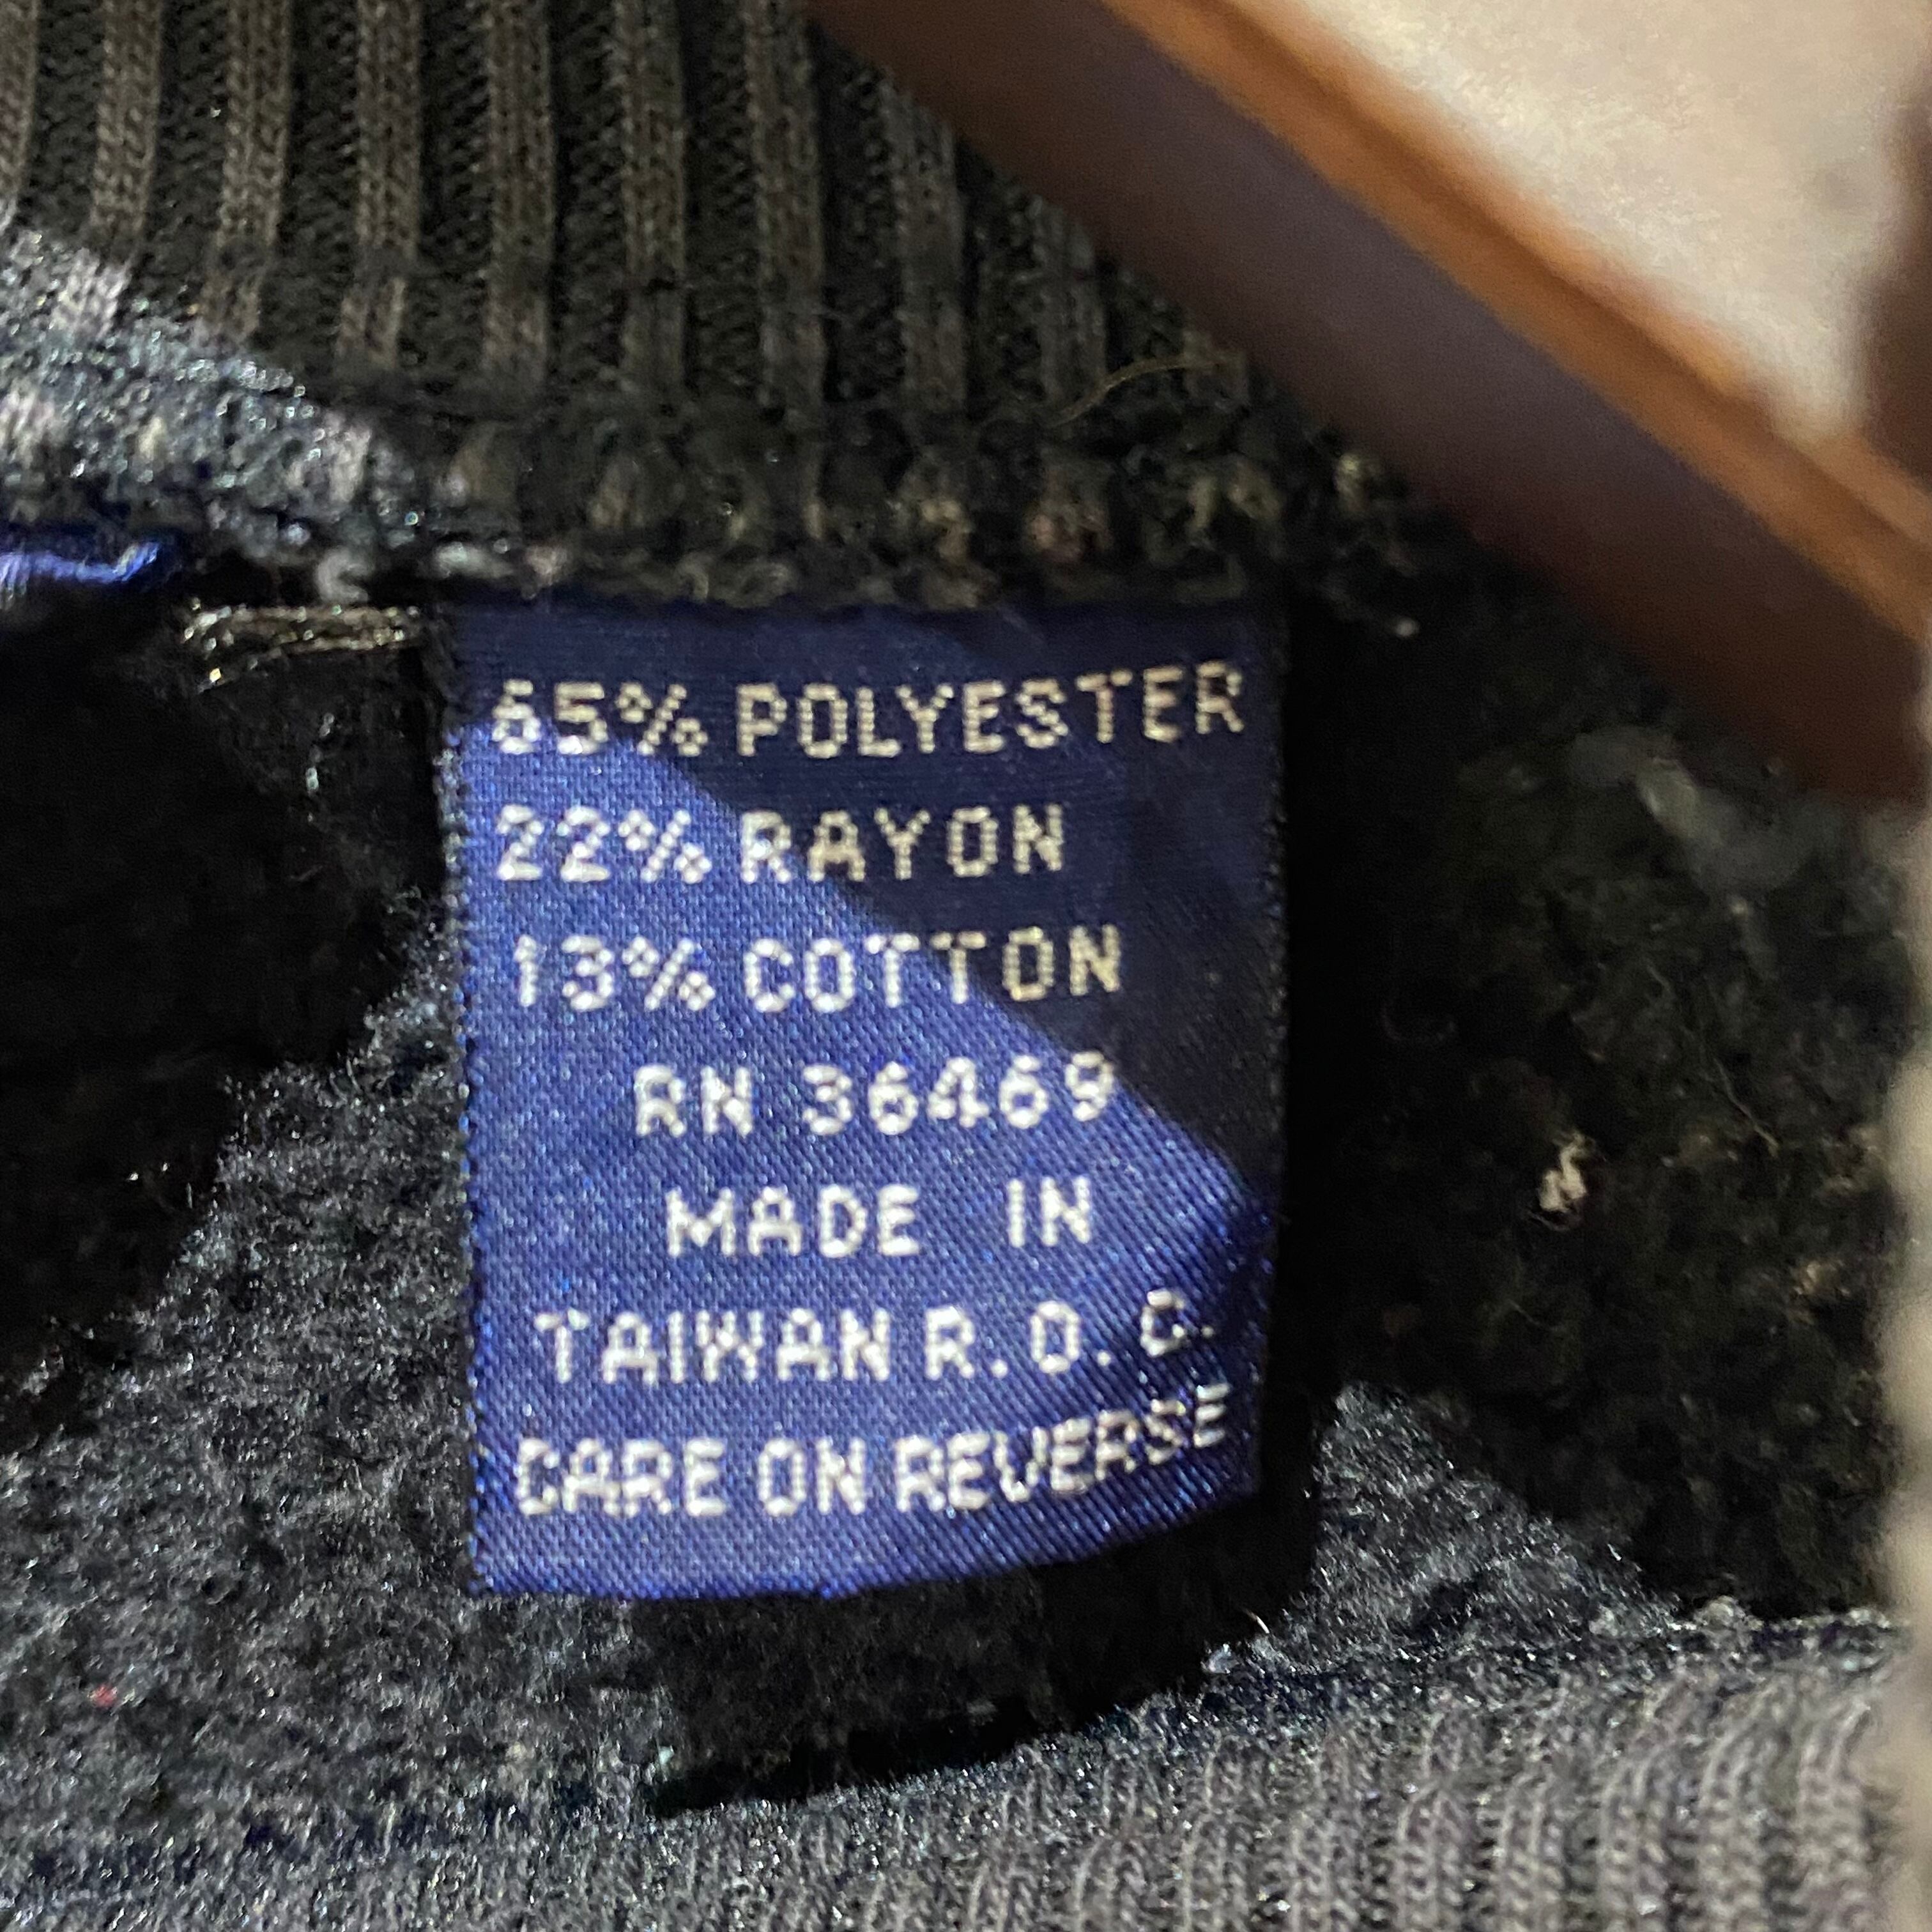 65% POLYESTER
22% RAYON
13% COTTON
RN 36469
MADE IN
TAIWAN R.O.C.
CARE ON REVERSE